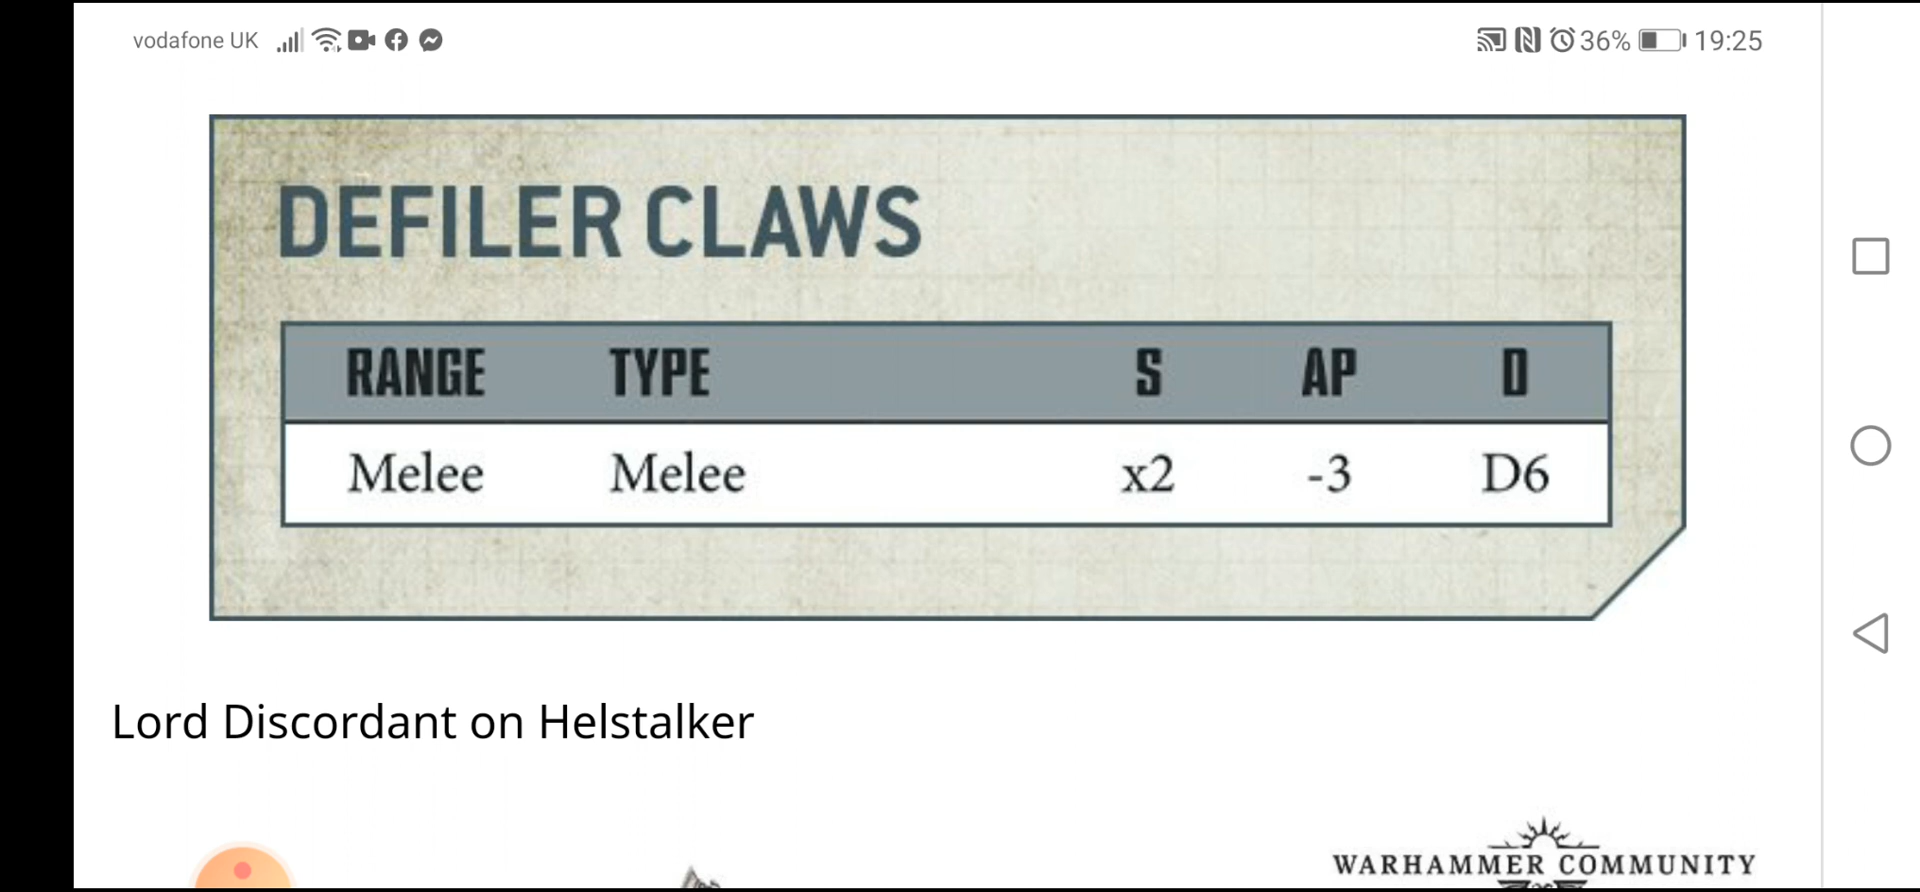 vodafone UK 36% 19:25
DEFILER CLAWS
RANGE TYPE S AP D
Melee Melee x2 -3 D6
Lord Discordant on Helstalker
WARHAMMER COMMUNITY